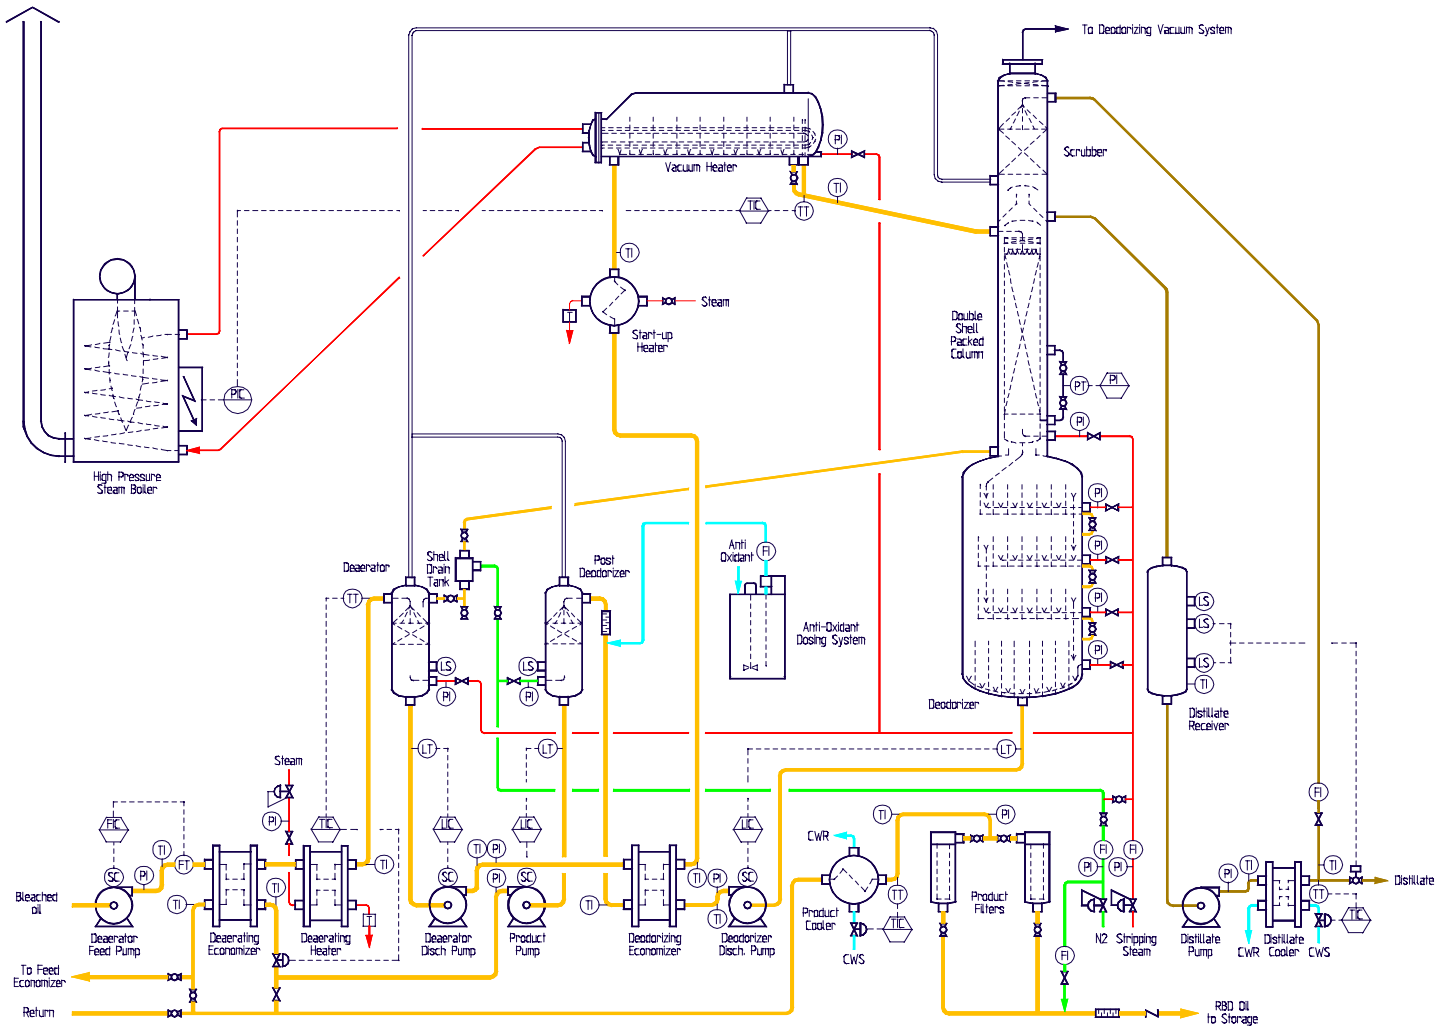 To Deodorizing Vacuum System
PI
Scrubber
Vacuum Heater
TI
TIC
TT
TI
Steam
T
Start-up
Heater
Double
Shell
Packed
Column
PIC
PT
PI
PI
High Pressure
Steam Boiler
PI
Anti
Oxidant
FI
PI
Shell
Drain
Tank
Post
Deodorizer
Deaerator
TT
PI
LS
LS
Anti-Oxidant
Dosing System
PI
LS
LS
LS
TI
PI
PI
Deodorizer
Distillate
Receiver
LT
LT
LT
Steam
FI
PI
TI
PI
FIC
TIC
LIC
LIC
LIC
CWR
TI
TI
PI
FI
FI
FT
TI
TI
PI
TI
TI
PI
SC
PI
SC
PI
SC
TI
PI
SC
PI
PI
PI
TT
TT
Distillate
Bleached
oil
TI
TI
TI
TI
T
Product
Cooler
TIC
Product
Filters
TIC
Deaerator
Feed Pump
Deaerating
Economizer
Deaerating
Heater
Deaerator
Disch. Pump
Product
Pump
Deodorizing
Economizer
Deodorizer
Disch. Pump
N2
Stripping
Steam
Distillate
Pump
CWR
Distillate
Cooler
CWS
CWS
FI
To Feed
Economizer
Return
RBD Oil
to Storage